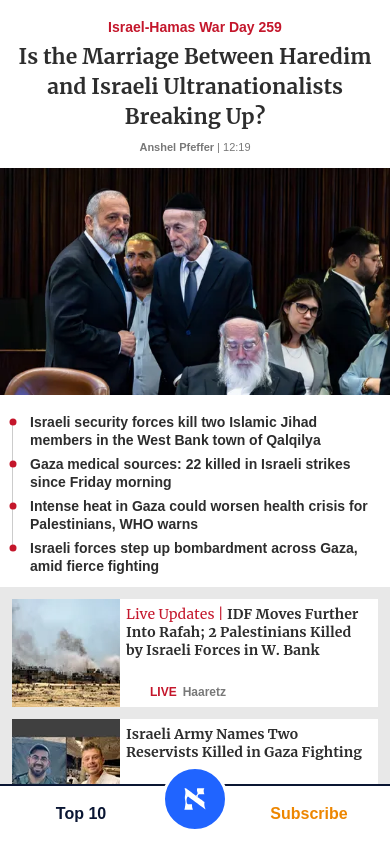 Israel-Hamas War Day 259
Is the Marriage Between Haredim
and Israeli Ultranationalists
Breaking Up?
Anshel Pfeffer | 12:19
Israeli security forces kill two Islamic Jihad
members in the West Bank town of Qalqilya
Gaza medical sources: 22 killed in Israeli strikes
since Friday morning
Intense heat in Gaza could worsen health crisis for
Palestinians, WHO warns
Israeli forces step up bombardment across Gaza,
amid fierce fighting
Live Updates | IDF Moves Further
Into Rafah; 2 Palestinians Killed
by Israeli Forces in W. Bank
LIVE Haaretz
Israeli Army Names Two
Reservists Killed in Gaza Fighting
Top 10
Subscribe